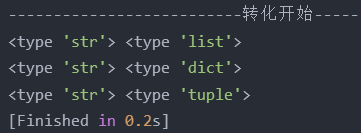 --------------------------转化开始-----
<type 'str'> <type 'list'>
<type 'str'> <type 'dict'>
<type 'str'> <type 'tuple'>
[Finished in 0.2s]